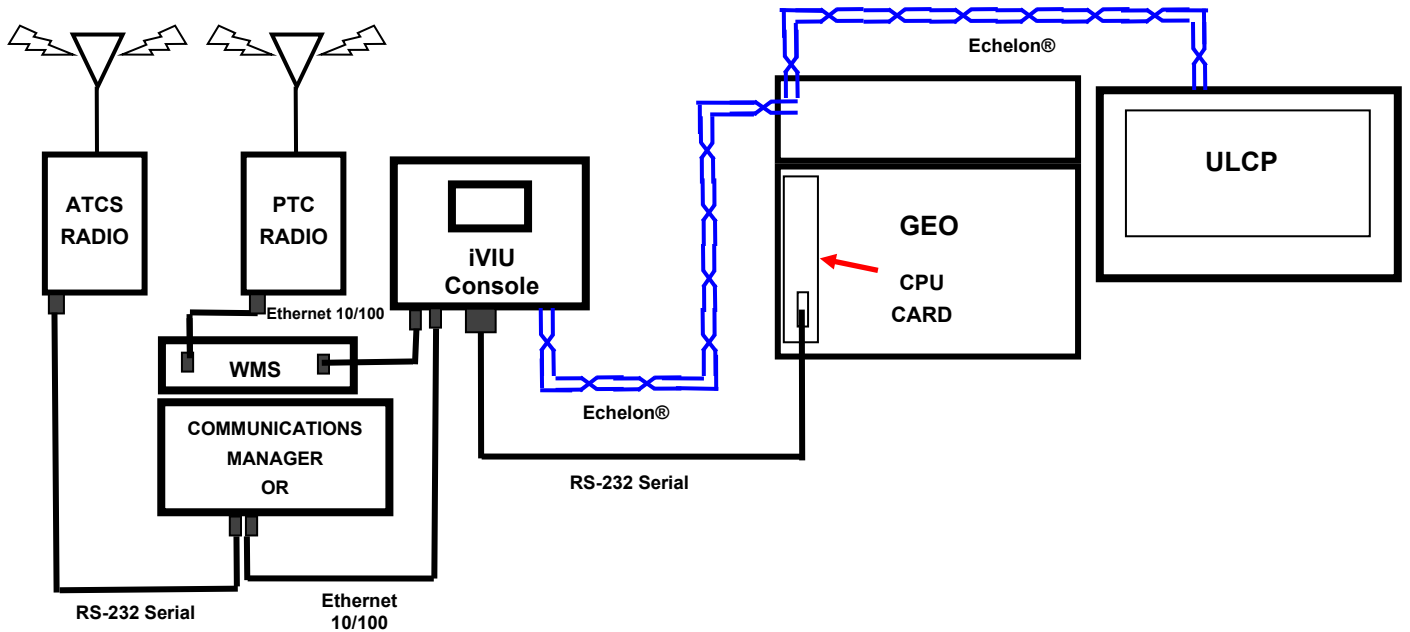 Echelon®
ATCS
RADIO
PTC
RADIO
iVIU
Console
GEO
CPU
CARD
ULCP
Ethernet 10/100
WMS
COMMUNICATIONS
MANAGER
OR
Echelon®
RS-232 Serial
RS-232 Serial
Ethernet
10/100